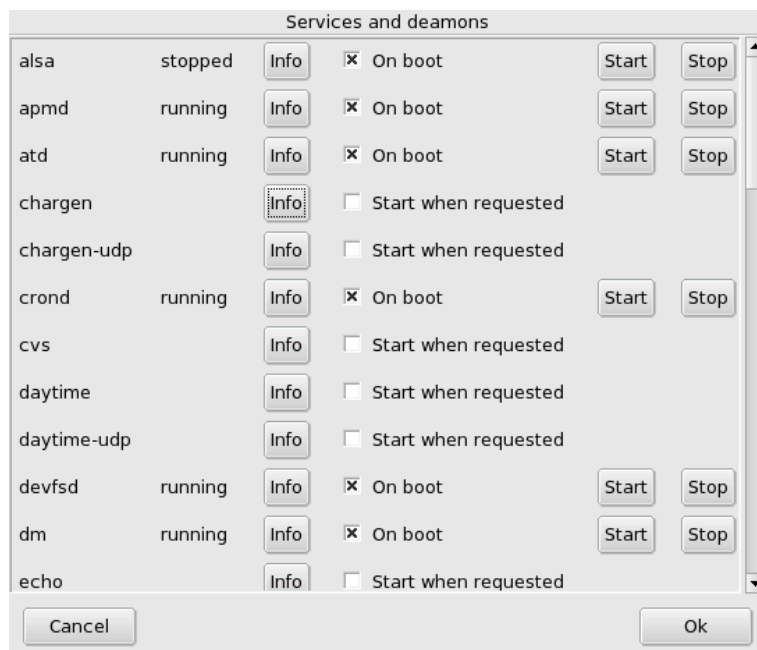 Services and deamons
alsa stopped Info On boot Start Stop
apmd running Info On boot Start Stop
atd running Info On boot Start Stop
chargen Info Start when requested
chargen-udp Info Start when requested
crond running Info On boot Start Stop
cvs Info Start when requested
daytime Info Start when requested
daytime-udp Info Start when requested
devfsd running Info On boot Start Stop
dm running Info On boot Start Stop
echo Info Start when requested
Cancel Ok